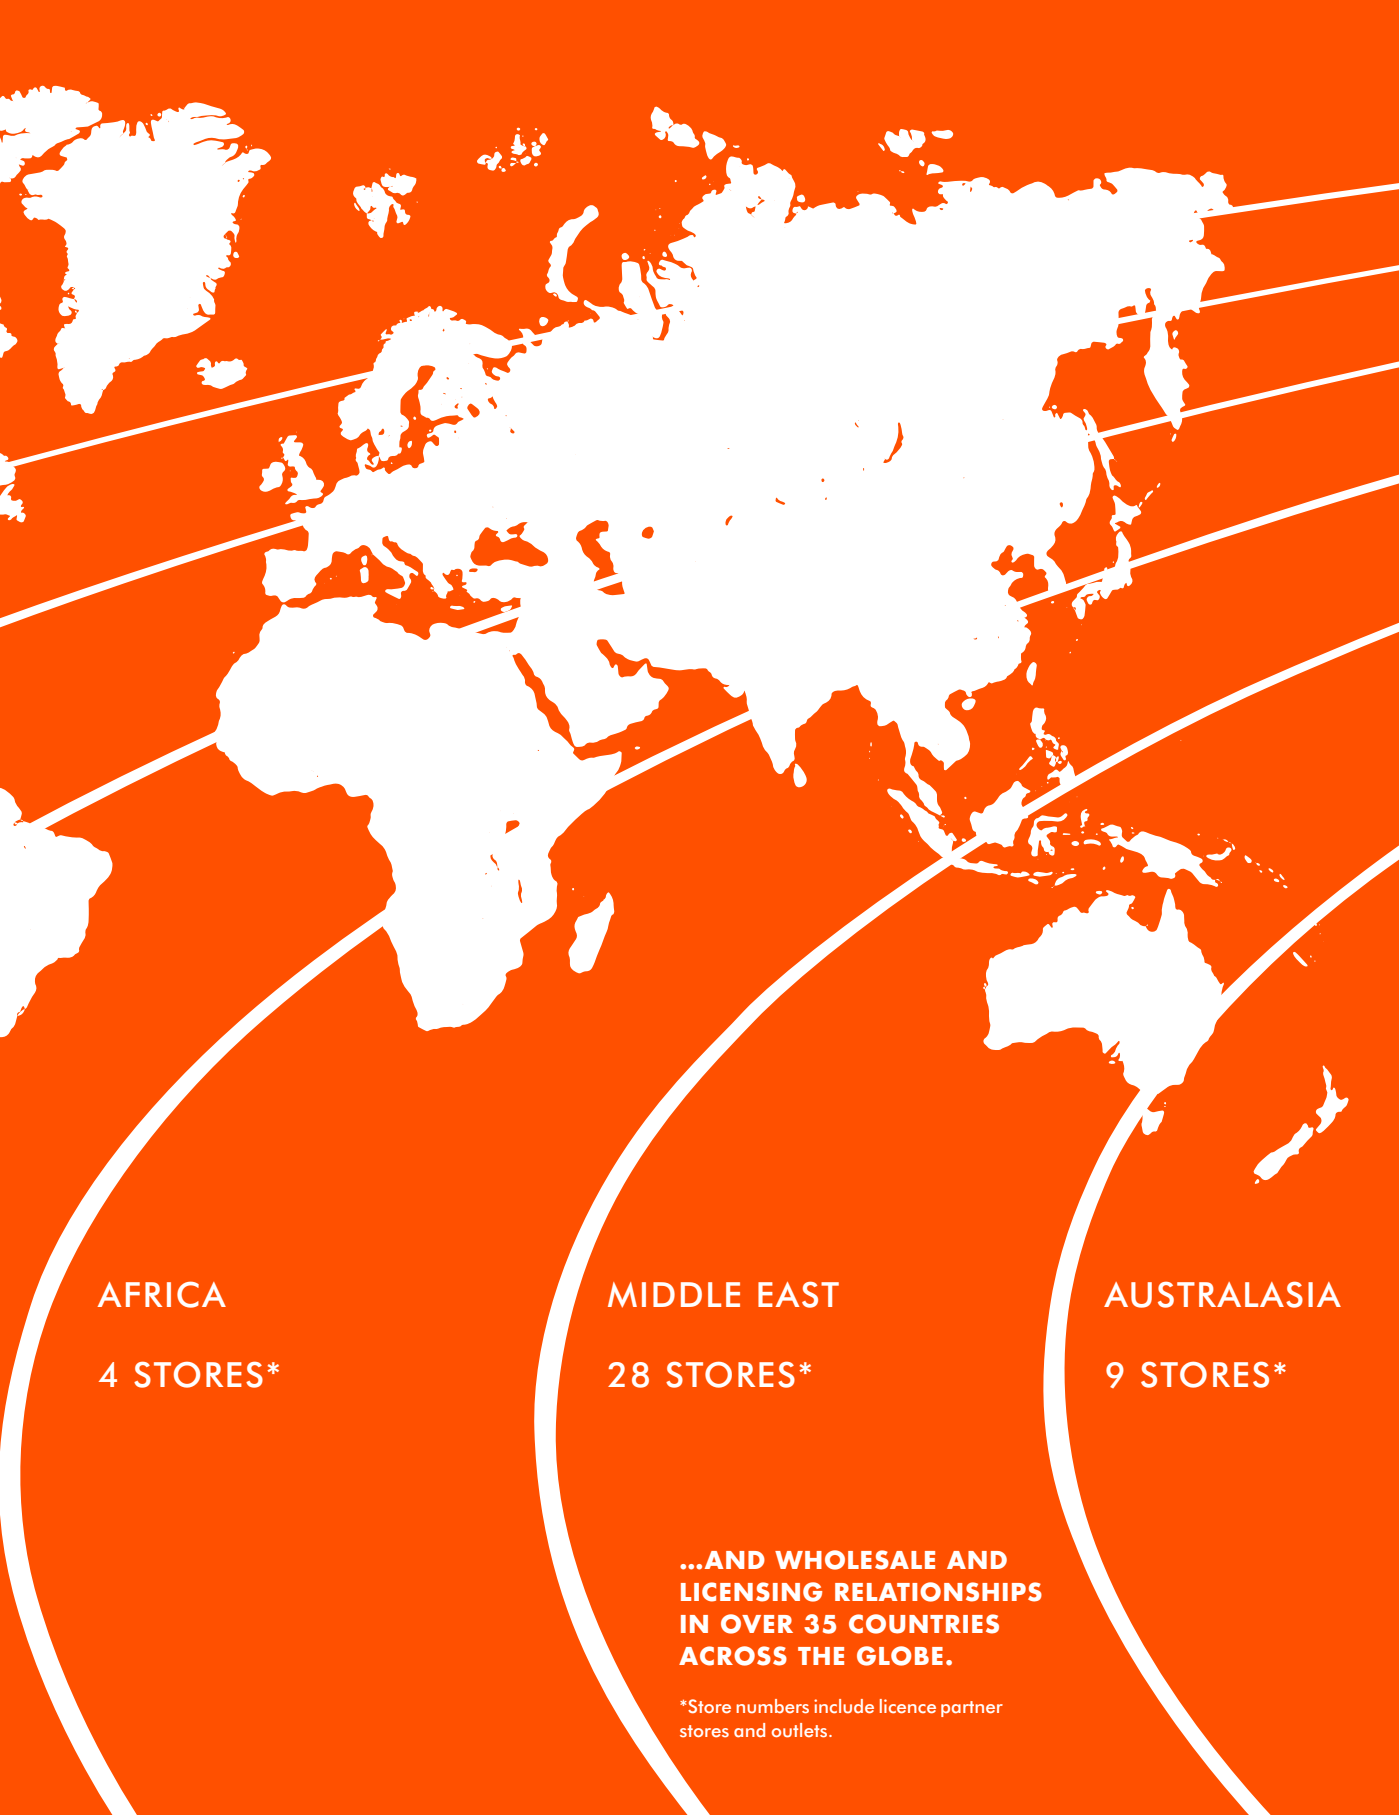 AFRICA
4 STORES*
MIDDLE EAST
28 STORES*
AUSTRALASIA
9 STORES*
...AND WHOLESALE AND
LICENSING RELATIONSHIPS
IN OVER 35 COUNTRIES
ACROSS THE GLOBE.
*Store numbers include licence partner
stores and outlets.